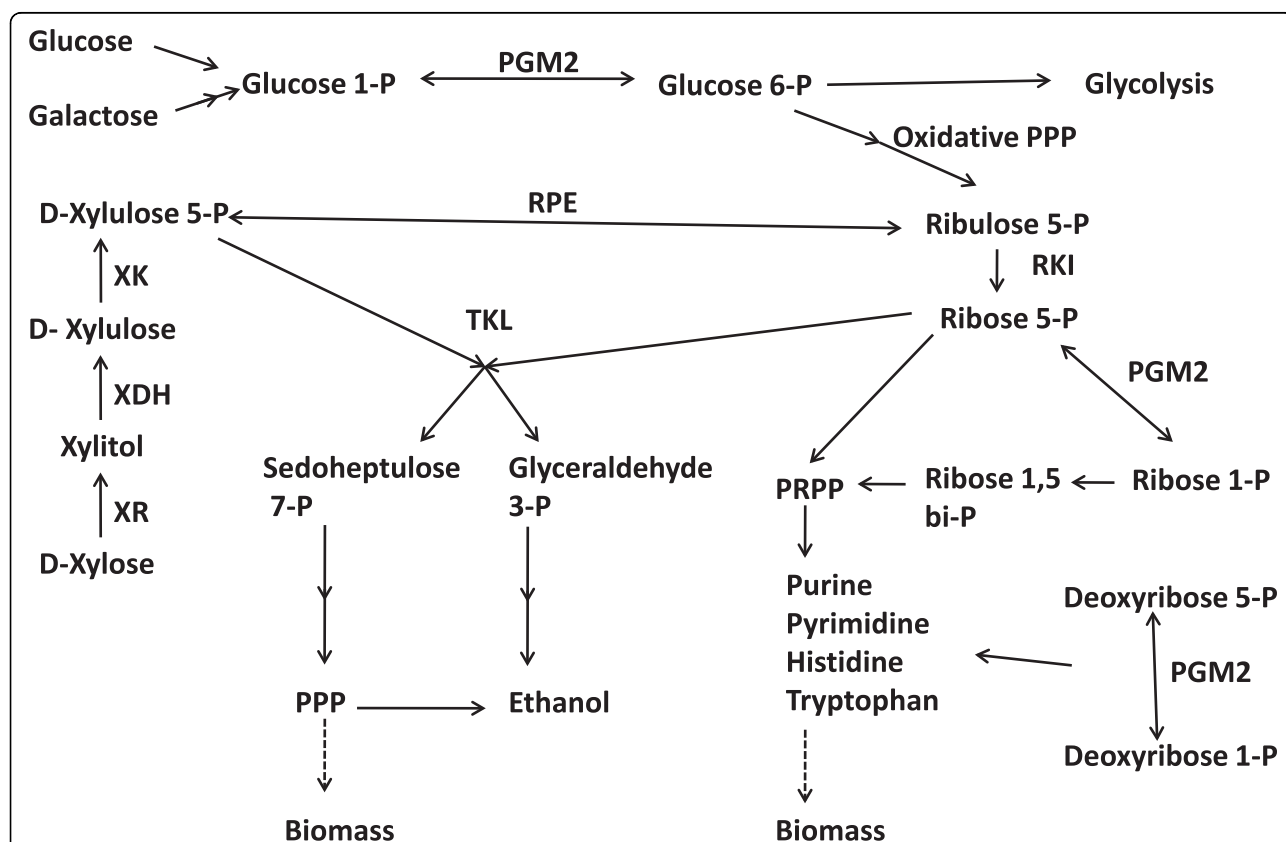 Glucose
PGM2
Glucose 1-P
Glucose 6-P
Glycolysis
Galactose
Oxidative PPP
D-Xylulose 5-P
RPE
Ribulose 5-P
XK
RKI
D- Xylulose
TKL
Ribose 5-P
PGM2
XDH
Xylitol
Sedoheptulose
7-P
Glyceraldehyde
3-P
PRPP
Ribose 1,5
bi-P
Ribose 1-P
XR
D-Xylose
Purine
Pyrimidine
Histidine
Tryptophan
Deoxyribose 5-P
PGM2
Deoxyribose 1-P
PPP
Ethanol
Biomass
Biomass